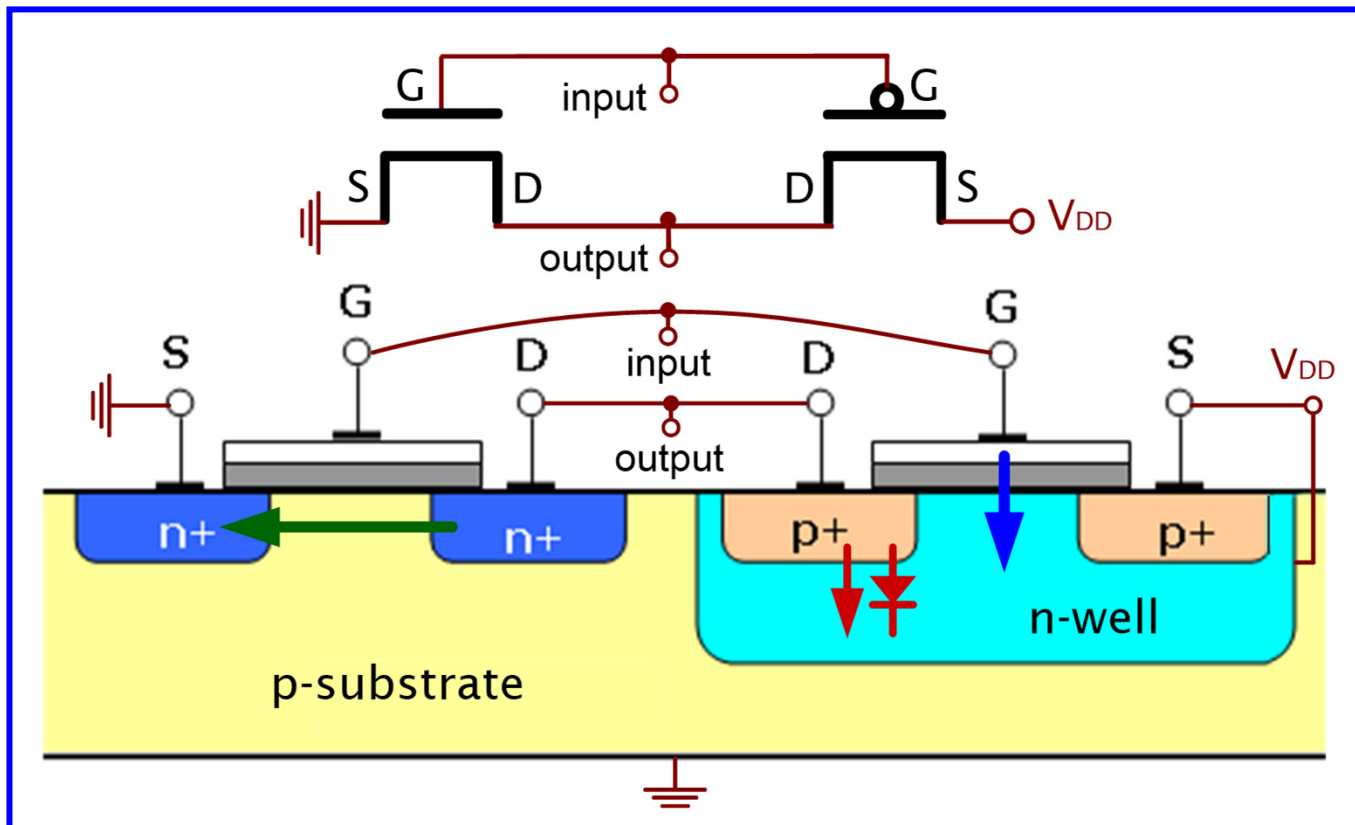 G
G
input
S
D
D
S
VDD
output
G
G
S
D
input
D
S
VDD
output
n+
n+
p+
p+
n-well
p-substrate